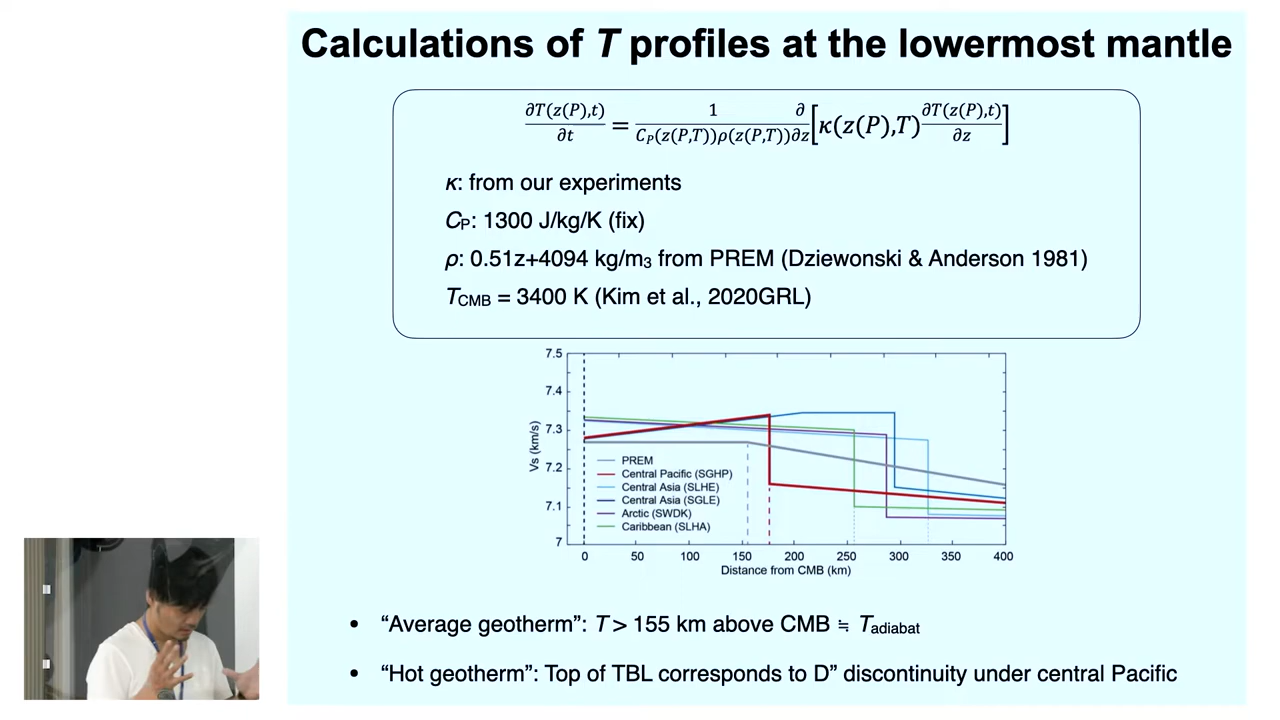 Calculations of T profiles at the lowermost mantle
∂T(z(P),t)/∂t = 1/(C_P(z(P,T))ρ(z(P,T))) ∂/∂z [κ(z(P),T) ∂T(z(P),t)/∂z]
κ: from our experiments
CP: 1300 J/kg/K (fix)
ρ: 0.51z+4094 kg/m3 from PREM (Dziewonski & Anderson 1981)
TCMB = 3400 K (Kim et al., 2020GRL)
7.5
7.4
7.3
7.2
7.1
7
Vs (km/s)
PREM
Central Pacific (SGHP)
Central Asia (SLHE)
Central Asia (SGLE)
Arctic (SWDK)
Caribbean (SLHA)
0 50 100 150 200 250 300 350 400
Distance from CMB (km)
• “Average geotherm”: T > 155 km above CMB ≒ Tadiabat
• “Hot geotherm”: Top of TBL corresponds to D” discontinuity under central Pacific